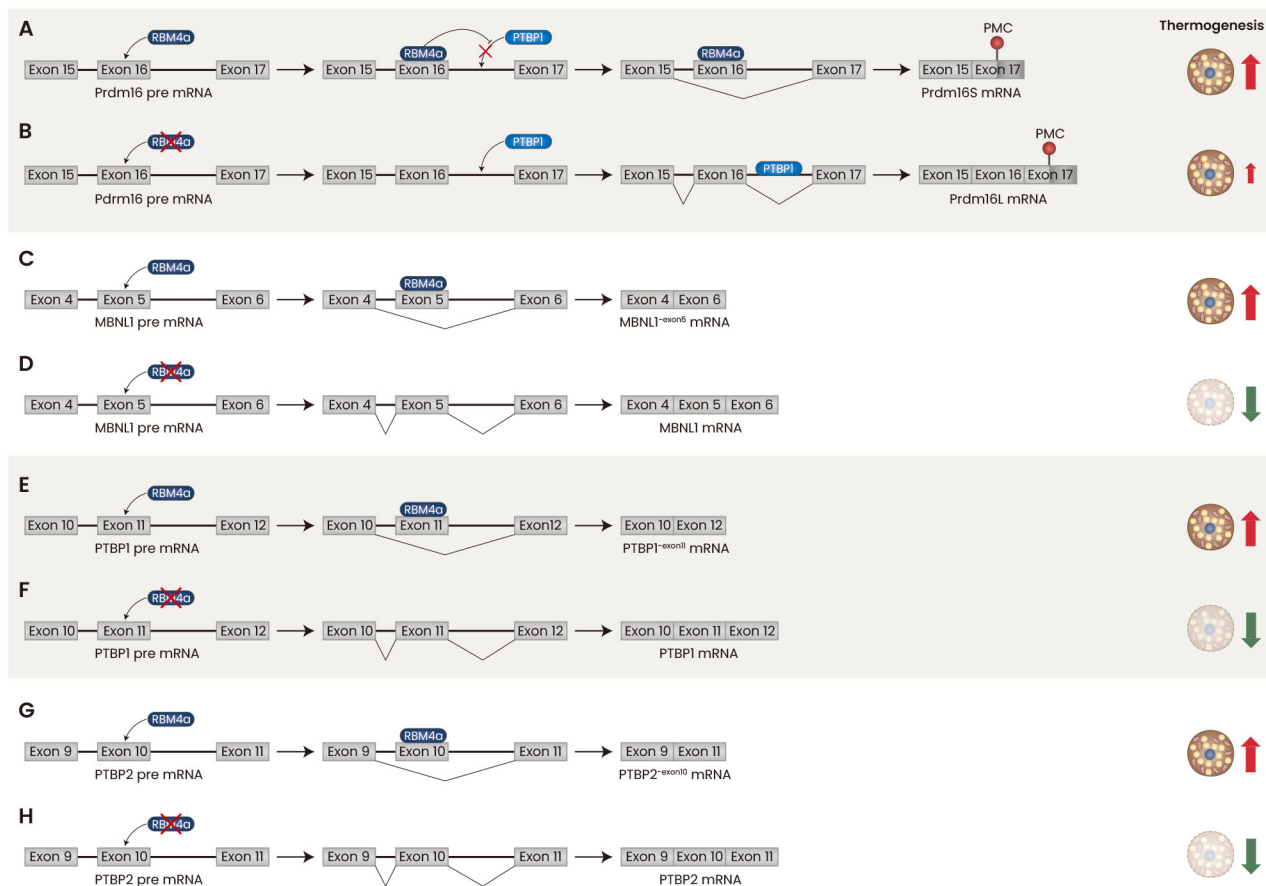 A
RBM4a
PTBP1
RBM4a
RBM4a
PMC
Thermogenesis
Exon 15 Exon 16 Exon 17
Exon 15 Exon 16 Exon 17
Exon 15 Exon 16 Exon 17
Exon 15 Exon 17
Prdm16 pre mRNA
Prdm16S mRNA
B
RBM4a
PTBP1
PTBP1
PMC
Exon 15 Exon 16 Exon 17
Exon 15 Exon 16 Exon 17
Exon 15 Exon 16 Exon 17
Exon 15 Exon 16 Exon 17
Pdrm16 pre mRNA
Prdm16L mRNA
C
RBM4a
RBM4a
Exon 4 Exon 5 Exon 6
Exon 4 Exon 5 Exon 6
Exon 4 Exon 6
MBNL1 pre mRNA
MBNL1-exon5 mRNA
D
RBM4a
Exon 4 Exon 5 Exon 6
Exon 4 Exon 5 Exon 6
Exon 4 Exon 5 Exon 6
MBNL1 pre mRNA
MBNL1 mRNA
E
RBM4a
RBM4a
Exon 10 Exon 11 Exon 12
Exon 10 Exon 11 Exon12
Exon 10 Exon 12
PTBP1 pre mRNA
PTBP1-exon11 mRNA
F
RBM4a
Exon 10 Exon 11 Exon 12
Exon 10 Exon 11 Exon 12
Exon 10 Exon 11 Exon 12
PTBP1 pre mRNA
PTBP1 mRNA
G
RBM4a
RBM4a
Exon 9 Exon 10 Exon 11
Exon 9 Exon 10 Exon 11
Exon 9 Exon 11
PTBP2 pre mRNA
PTBP2-exon10 mRNA
H
RBM4a
Exon 9 Exon 10 Exon 11
Exon 9 Exon 10 Exon 11
Exon 9 Exon 10 Exon 11
PTBP2 pre mRNA
PTBP2 mRNA